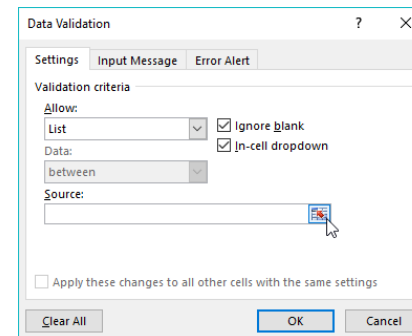 Data Validation ? ×
Settings Input Message Error Alert
Validation criteria
Allow:
List
Ignore blank
Data:
In-cell dropdown
between
Source:
Apply these changes to all other cells with the same settings
Clear All OK Cancel